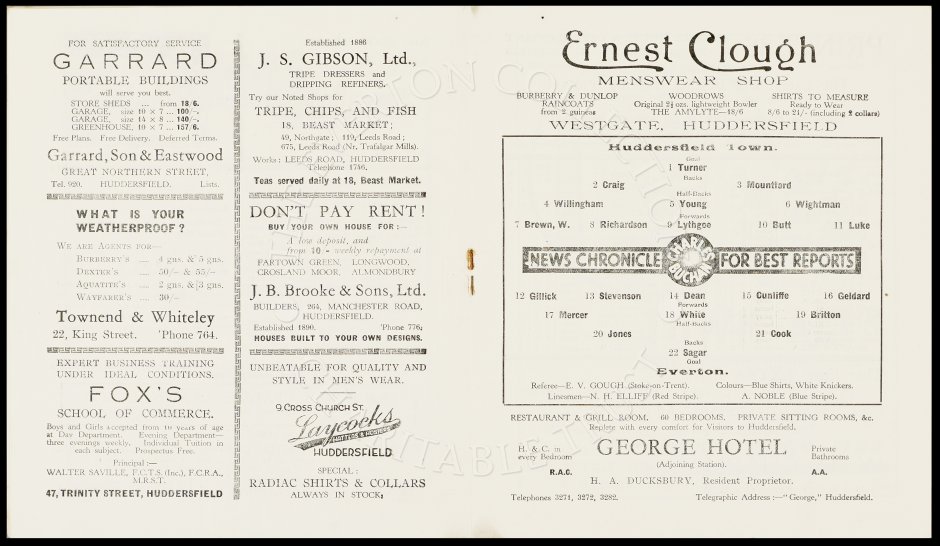 FOR SATISFACTORY SERVICE
GARRARD
PORTABLE BUILDINGS
will serve you best.
STORE SHEDS ... from 18/6.
GARAGE, size 10 × 7 ... 100/-.
GARAGE, size 14 × 8 ... 140/-.
GREENHOUSE, 10 × 7 ... 157/6.
Free Plans. Free Delivery. Deferred Terms.
Garrard, Son & Eastwood
GREAT NORTHERN STREET,
Tel. 920. HUDDERSFIELD. Lists.
WHAT IS YOUR
WEATHERPROOF ?
WE ARE AGENTS FOR—
BURBERRY'S ... 4 gns. & 5 gns.
DEXTER'S ... 50/- & 55/-
AQUATITE'S ... 2 gns. & 3 gns.
WAYFARER'S ... 30/-
Townend & Whiteley
22, King Street. 'Phone 764.
EXPERT BUSINESS TRAINING
UNDER IDEAL CONDITIONS.
FOX'S
SCHOOL OF COMMERCE.
Boys and Girls accepted from 10 years of age
at Day Department. Evening Department—
three evenings weekly. Individual Tuition in
each subject. Prospectus Free.
Principal :—
WALTER SAVILLE, F.C.T.S. (Inc.), F.C.R.A.,
M.R.S.T.
47, TRINITY STREET, HUDDERSFIELD
Established 1886
J. S. GIBSON, Ltd.,
TRIPE DRESSERS and
DRIPPING REFINERS.
Try our Noted Shops for
TRIPE, CHIPS, AND FISH
18, BEAST MARKET;
49, Northgate ; 119, Leeds Road ;
675, Leeds Road (Nr. Trafalgar Mills).
Works : LEEDS ROAD, HUDDERSFIELD
Telephone 1756.
Teas served daily at 18, Beast Market.
DON'T PAY RENT!
BUY YOUR OWN HOUSE FOR :—
A low deposit, and
from 10/- weekly repayment at
FARTOWN GREEN, LONGWOOD,
CROSLAND MOOR, ALMONDBURY
J. B. Brooke & Sons, Ltd.
BUILDERS, 264, MANCHESTER ROAD,
HUDDERSFIELD.
Established 1890. 'Phone 776;
HOUSES BUILT TO YOUR OWN DESIGNS.
UNBEATABLE FOR QUALITY AND
STYLE IN MEN'S WEAR.
9, CROSS CHURCH ST.
Laycocks
HATTERS & HOSIERS
HUDDERSFIELD
SPECIAL :
RADIAC SHIRTS & COLLARS
ALWAYS IN STOCK;
Ernest Clough
MENSWEAR SHOP
BURBERRY & DUNLOP WOODROWS SHIRTS TO MEASURE
RAINCOATS Original 2½ ozs. lightweight Bowler Ready to Wear
from 2 guineas THE AMYLYTE—18/6 8/6 to 21/- (including 2 collars)
WESTGATE, HUDDERSFIELD
Huddersfield Town.
Goal
1 Turner
Backs
2 Craig 3 Mountford
Half-Backs
4 Willingham 5 Young 6 Wightman
Forwards
7 Brown, W. 8 Richardson 9 Lythgoe 10 Butt 11 Luke
NEWS CHRONICLE CHARLES BUCHAN FOR BEST REPORTS
12 Gillick 13 Stevenson 14 Dean 15 Cunliffe 16 Geldard
Forwards
17 Mercer 18 White 19 Britton
Half-Backs
20 Jones 21 Cook
Backs
22 Sagar
Goal
Everton.
Referee—E. V. GOUGH (Stoke-on-Trent). Colours—Blue Shirts, White Knickers.
Linesmen—N. H. ELLIFF (Red Stripe). A. NOBLE (Blue Stripe).
RESTAURANT & GRILL ROOM. 60 BEDROOMS. PRIVATE SITTING ROOMS, &c.
Replete with every comfort for Visitors to Huddersfield.
H. & C. in every Bedroom GEORGE HOTEL Private Bathrooms
(Adjoining Station).
R.A.C. A.A.
H. A. DUCKSBURY, Resident Proprietor.
Telephones 3271, 3272, 3282. Telegraphic Address :—"George," Huddersfield.